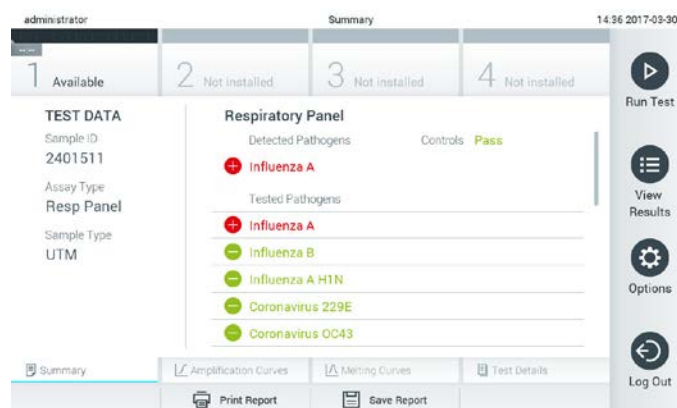 administrator Summary 14:36 2017-03-30
1 Available 2 Not installed 3 Not installed 4 Not installed
Run Test
TEST DATA
Sample ID
2401511
Assay Type
Resp Panel
Sample Type
UTM
Respiratory Panel
Detected Pathogens Controls Pass
Influenza A
Tested Pathogens
Influenza A
Influenza B
Influenza A H1N
Coronavirus 229E
Coronavirus OC43
View
Results
Options
Log Out
Summary Amplification Curves Melting Curves Test Details
Print Report Save Report